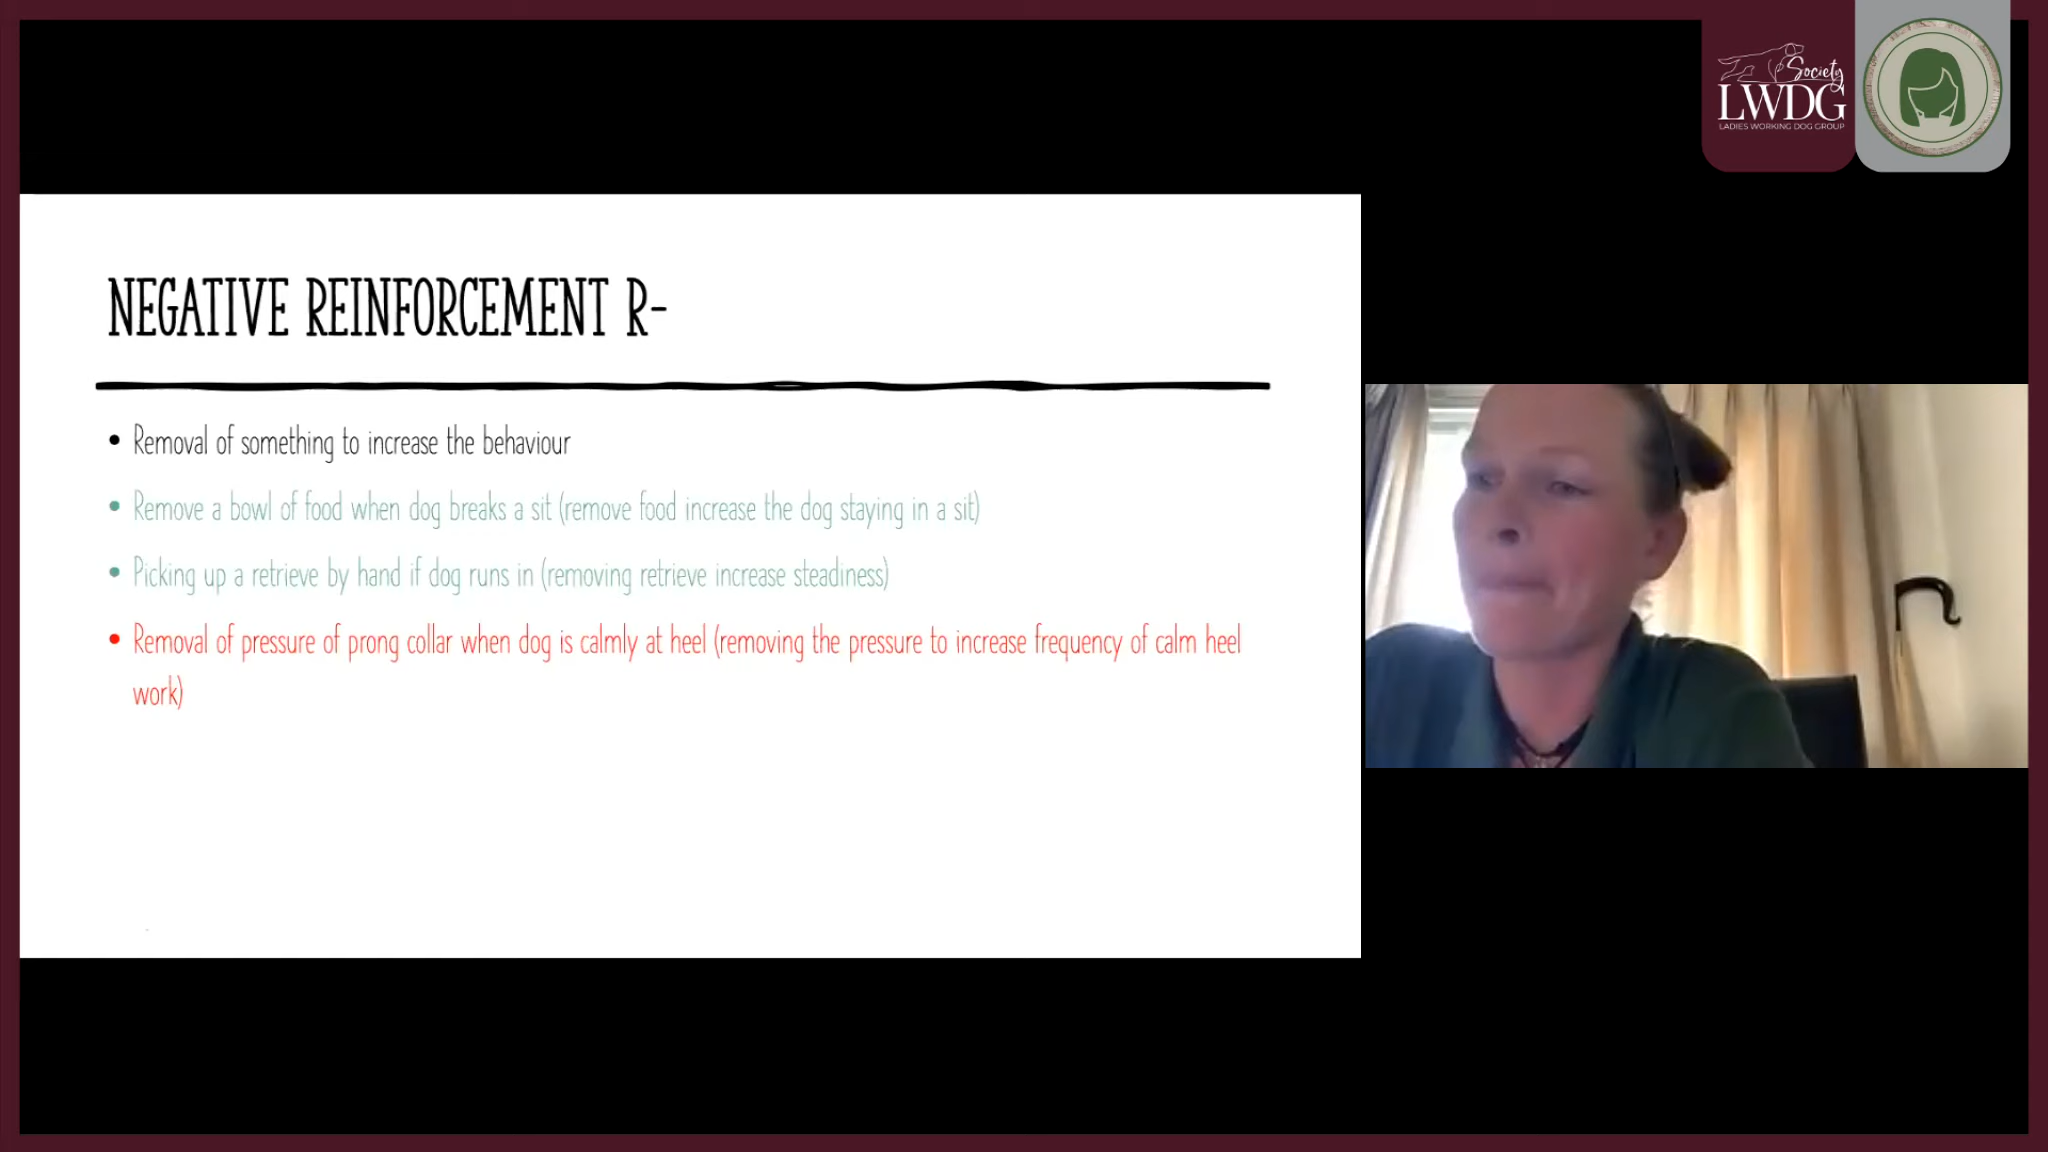 Society
LWDG
LADIES WORKING DOG GROUP
NEGATIVE REINFORCEMENT R-
• Removal of something to increase the behaviour
• Remove a bowl of food when dog breaks a sit (remove food increase the dog staying in a sit)
• Picking up a retrieve by hand if dog runs in (removing retrieve increase steadiness)
• Removal of pressure of prong collar when dog is calmly at heel (removing the pressure to increase frequency of calm heel
work)